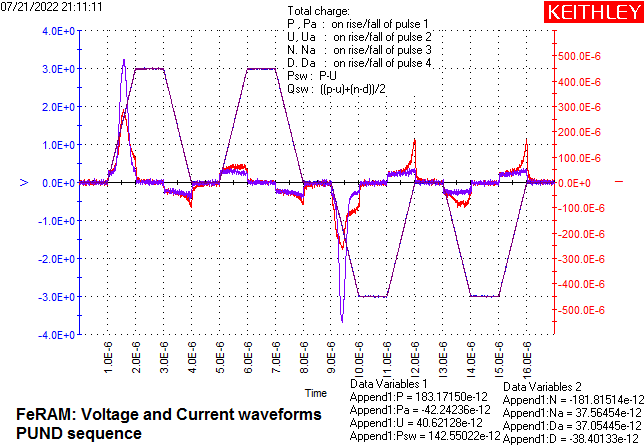 07/21/2022 21:11:11
KEITHLEY
Total charge:
P , Pa : on rise/fall of pulse 1
U, Ua : on rise/fall of pulse 2
N. Na : on rise/fall of pulse 3
D. Da : on rise/fall of pulse 4
Psw : P-U
Qsw : ((p-u)+(n-d))/2
4.0E+0
3.0E+0
2.0E+0
1.0E+0
0.0E+0
-1.0E+0
-2.0E+0
-3.0E+0
-4.0E+0
V
500.0E-6
400.0E-6
300.0E-6
200.0E-6
100.0E-6
0.0E+0
-100.0E-6
-200.0E-6
-300.0E-6
-400.0E-6
-500.0E-6
I
1.0E-6
2.0E-6
3.0E-6
4.0E-6
5.0E-6
6.0E-6
7.0E-6
8.0E-6
9.0E-6
10.0E-6
11.0E-6
12.0E-6
13.0E-6
14.0E-6
15.0E-6
16.0E-6
Time
FeRAM: Voltage and Current waveforms
PUND sequence
Data Variables 1
Append1:P = 183.17150e-12
Append1:Pa = -42.24236e-12
Append1:U = 40.62128e-12
Append1:Psw = 142.55022e-12
Data Variables 2
Append1:N = -181.81514e-12
Append1:Na = 37.56454e-12
Append1:Da = 37.05445e-12
Append1:D = -38.40133e-12